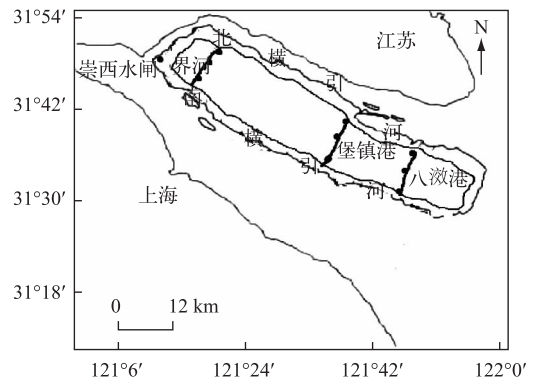 31°54′
北横引河
江苏
N
崇西水闸
界河
31°42′
南横引河
堡镇港
八滧港
31°30′
上海
31°18′
0 12 km
121°6′ 121°24′ 121°42′ 122°0′